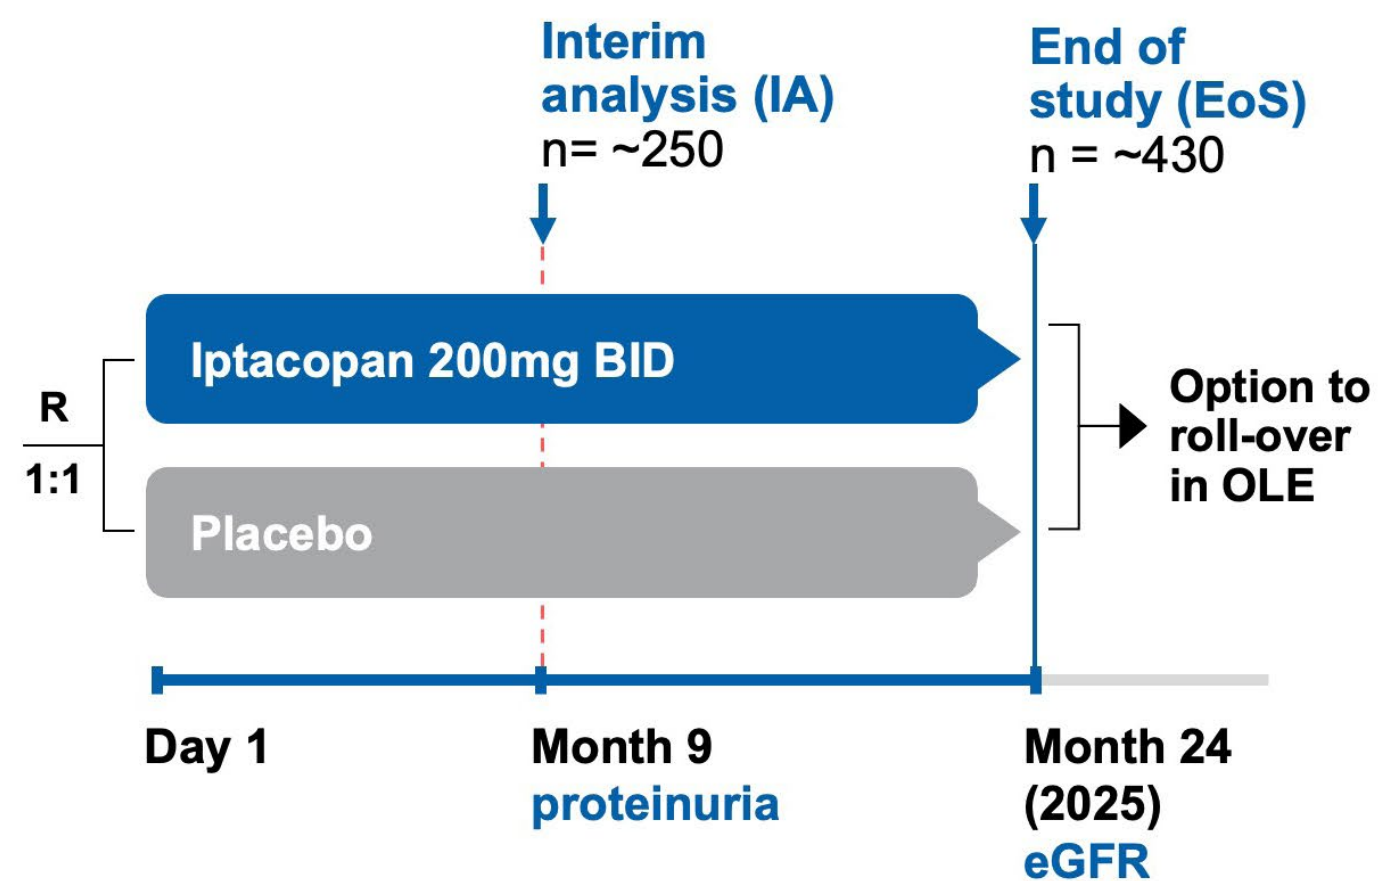 Interim
analysis (IA)
n= ~250
End of
study (EoS)
n = ~430
R
1:1
Iptacopan 200mg BID
Placebo
Option to
roll-over
in OLE
Day 1
Month 9
proteinuria
Month 24
(2025)
eGFR